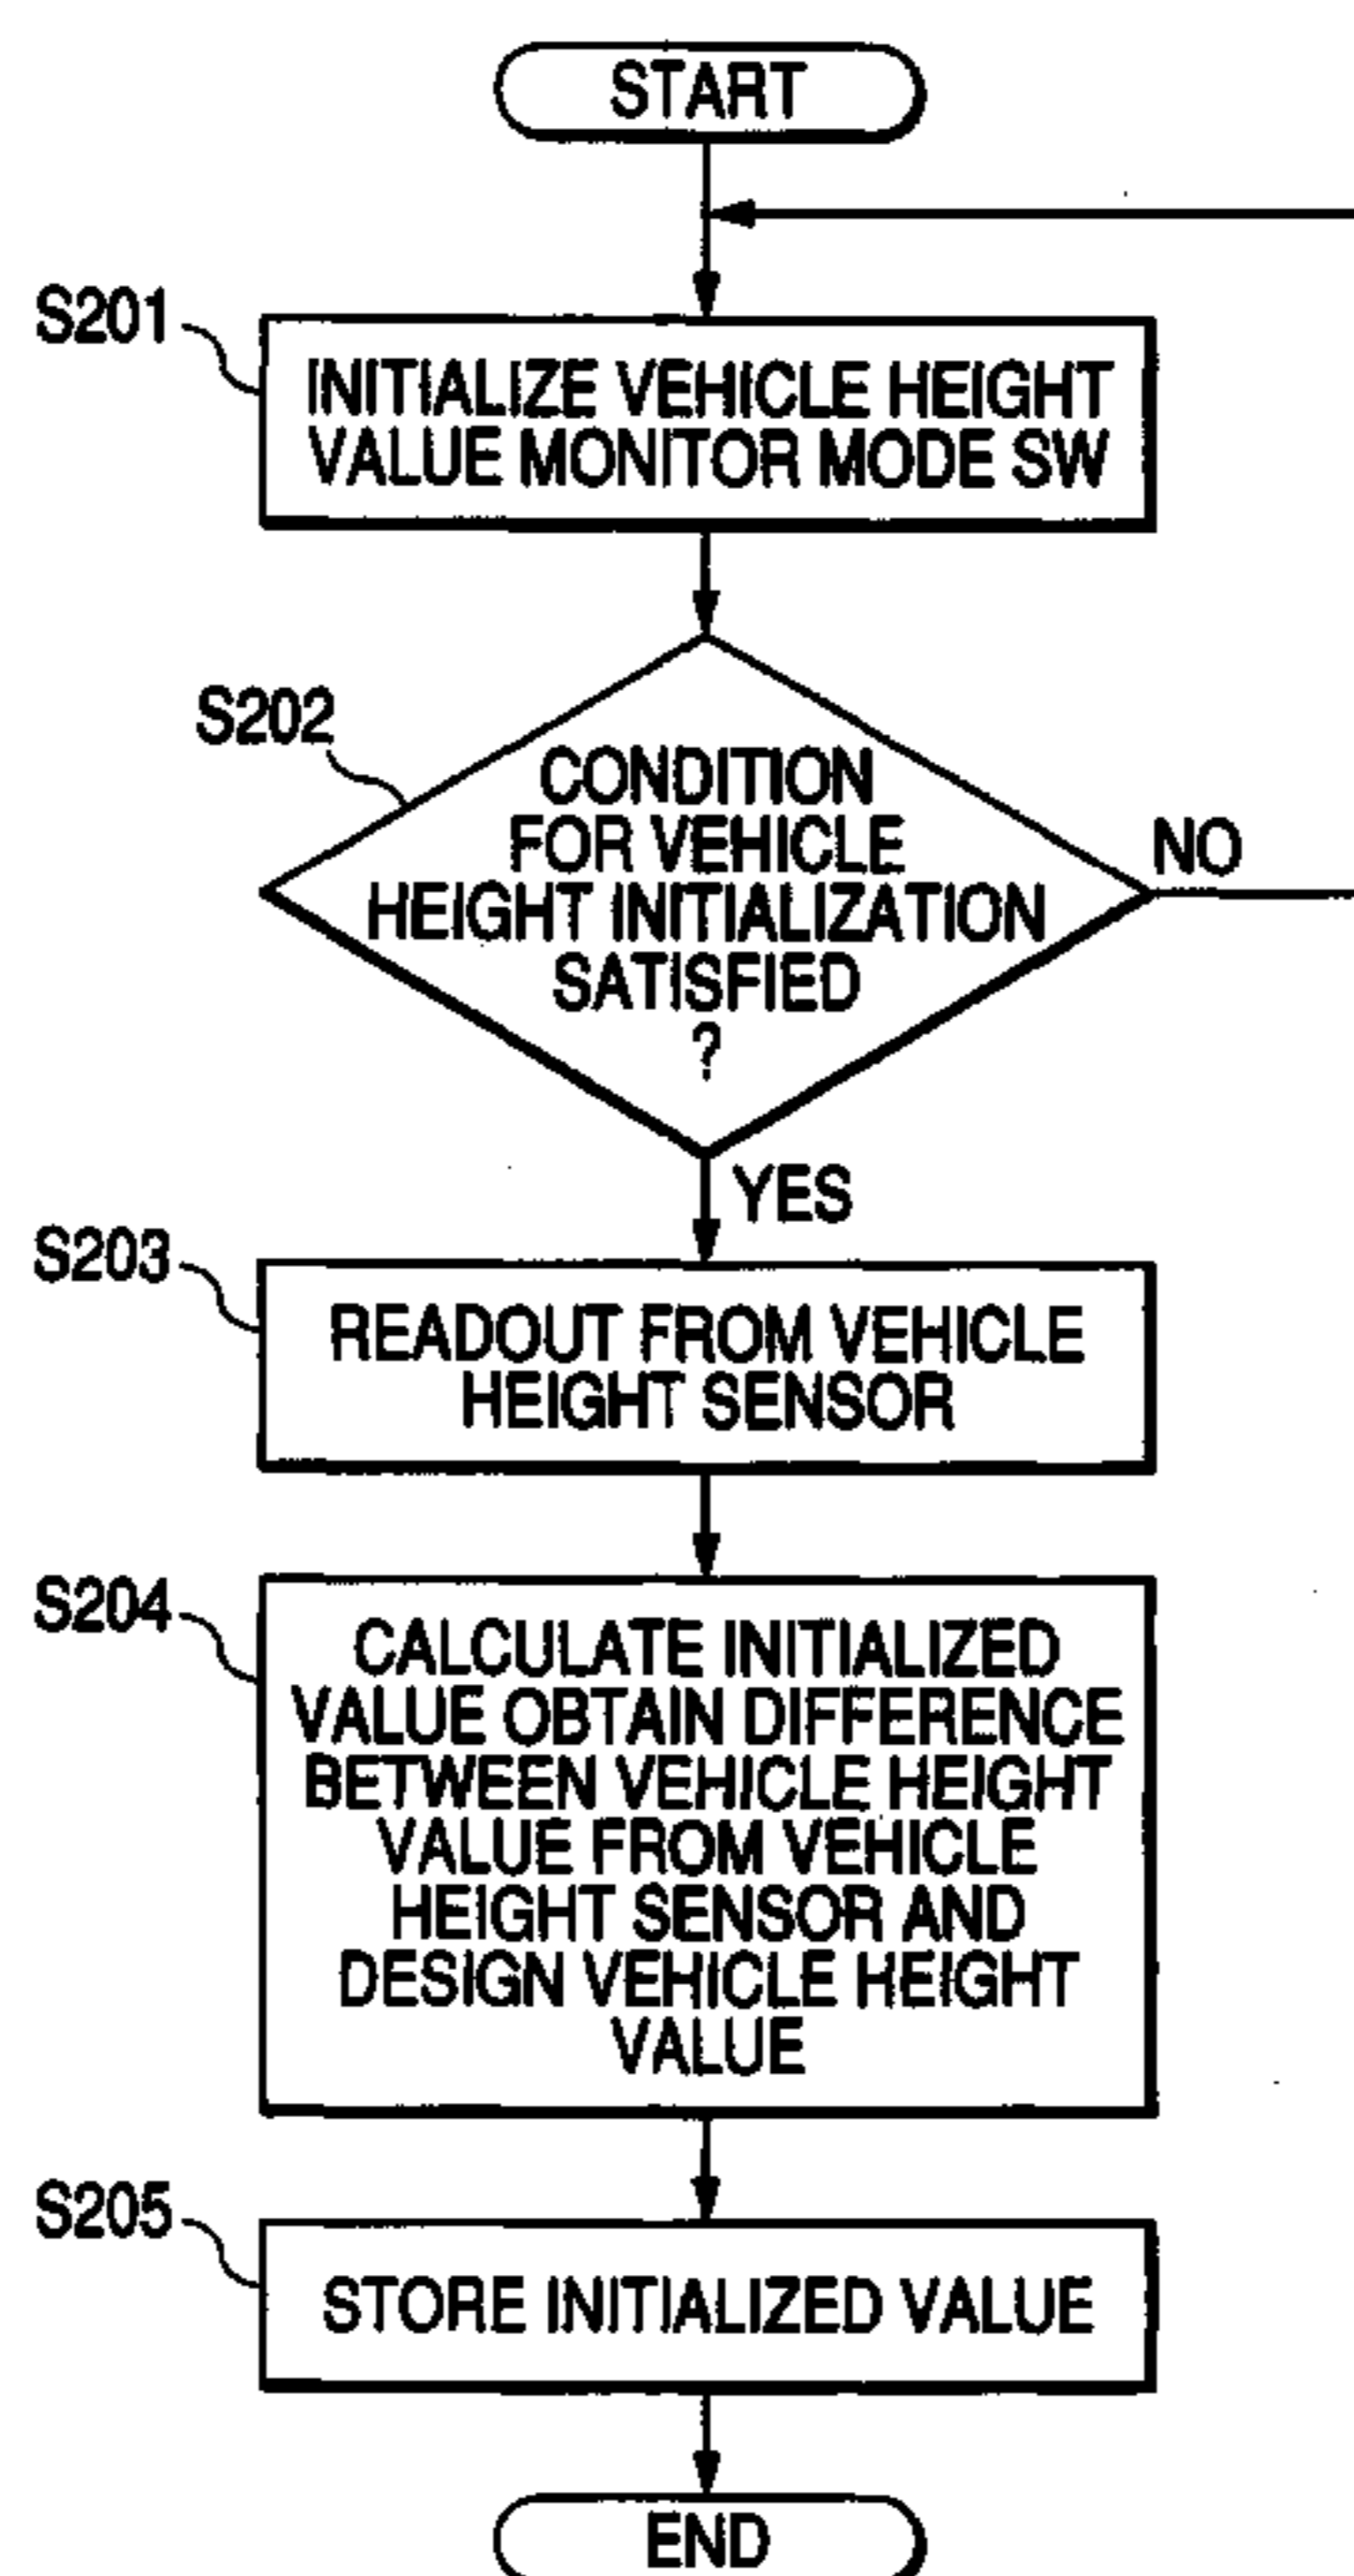 START
S201
INITIALIZE VEHICLE HEIGHT
VALUE MONITOR MODE SW
S202
CONDITION
FOR VEHICLE
HEIGHT INITIALIZATION
SATISFIED
?
NO
YES
S203
READOUT FROM VEHICLE
HEIGHT SENSOR
S204
CALCULATE INITIALIZED
VALUE OBTAIN DIFFERENCE
BETWEEN VEHICLE HEIGHT
VALUE FROM VEHICLE
HEIGHT SENSOR AND
DESIGN VEHICLE HEIGHT
VALUE
S205
STORE INITIALIZED VALUE
END